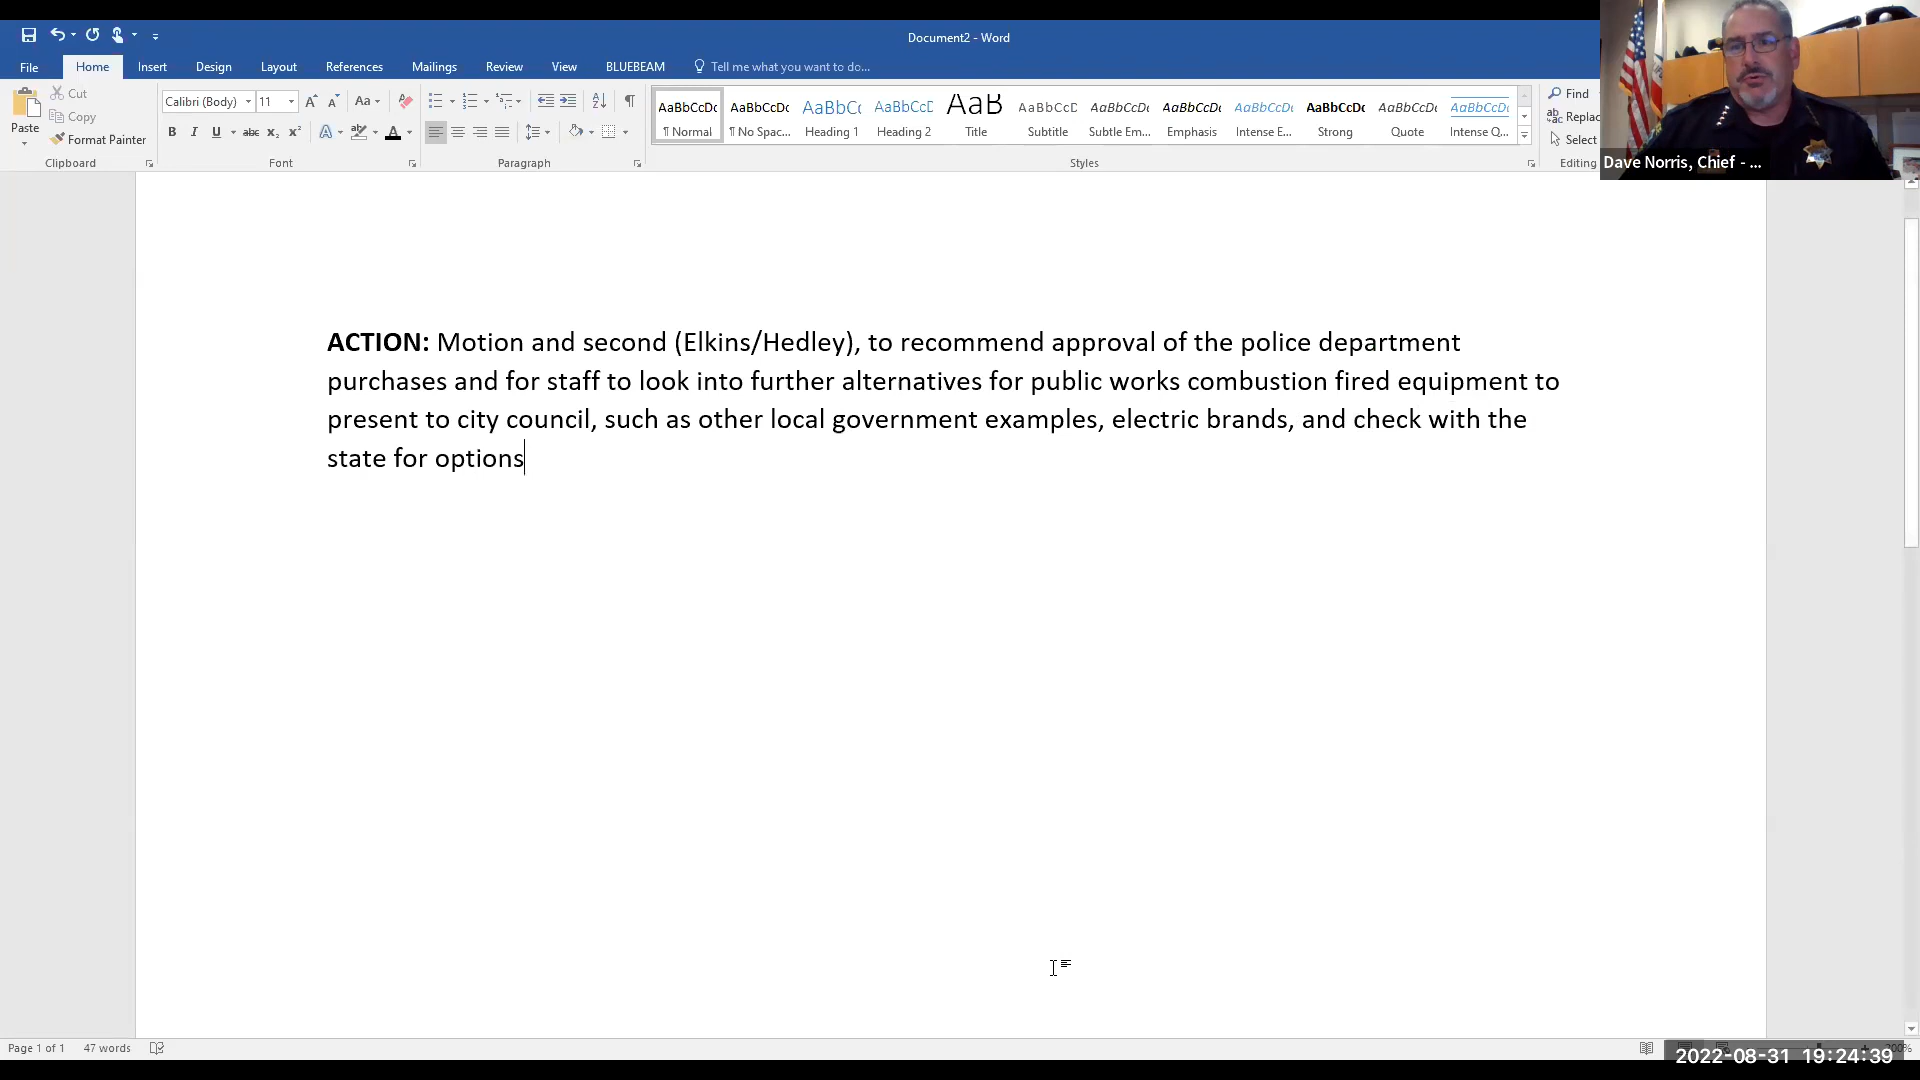 Document2 - Word
File Home Insert Design Layout References Mailings Review View BLUEBEAM Tell me what you want to do...
Paste
Cut
Copy
Format Painter
Clipboard
Calibri (Body) 11
Font
Paragraph
AaBbCcDc AaBbCcDc AaBbCc AaBbCcD AaB AaBbCcD AaBbCcDc AaBbCcDc AaBbCcDc AaBbCcDc AaBbCcDc AaBbCcDc
¶ Normal ¶ No Spac... Heading 1 Heading 2 Title Subtitle Subtle Em... Emphasis Intense E... Strong Quote Intense Q...
Styles
Find
Replac
Select
Editing
Dave Norris, Chief - ...
ACTION: Motion and second (Elkins/Hedley), to recommend approval of the police department
purchases and for staff to look into further alternatives for public works combustion fired equipment to
present to city council, such as other local government examples, electric brands, and check with the
state for options
Page 1 of 1 47 words
2022-08-31 19:24:39